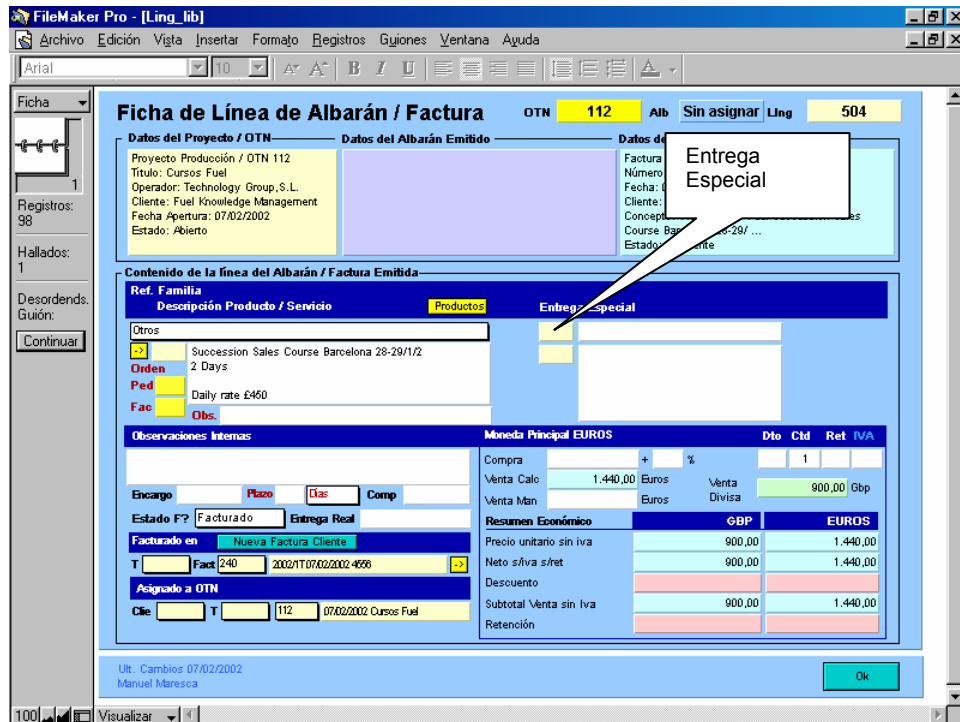 FileMaker Pro - [Ling_lib]
Archivo Edición Vista Insertar Formato Registros Guiones Ventana Ayuda
Arial 10 B I U
Ficha
1
Registros:
98
Hallados:
1
Desordends.
Guión:
Continuar
Ficha de Línea de Albarán / Factura OTN 112 Alb Sin asignar Ling 504
Datos del Proyecto / OTN Datos del Albarán Emitido Datos de
Proyecto Producción / OTN 112
Titulo: Cursos Fuel
Operador: Technology Group,S.L.
Cliente: Fuel Knowledge Management
Fecha Apertura: 07/02/2002
Estado: Abierto
Factura
Número
Fecha:
Cliente:
Concept
Course Bar 28-29/ ...
Estado:
Entrega
Especial
Contenido de la línea del Albarán / Factura Emitida
Ref. Familia
Descripción Producto / Servicio Productos Entrega Especial
Otros
-> Succession Sales Course Barcelona 28-29/1/2
Orden 2 Days
Ped
Daily rate £450
Fac
Obs.
Observaciones Internas
Encargo Plazo Días Comp
Estado F? Facturado Entrega Real
Facturado en Nueva Factura Cliente
T Fact 240 2002/1T07/02/2002 4556 ->
Asignado a OTN
Clie T 112 07/02/2002 Cursos Fuel
Moneda Principal EUROS Dto Ctd Ret IVA
Compra + % 1
Venta Calc 1.440,00 Euros Venta Divisa 900,00 Gbp
Venta Man Euros
Resumen Económico GBP EUROS
Precio unitario sin iva 900,00 1.440,00
Neto s/iva s/ret 900,00 1.440,00
Descuento
Subtotal Venta sin Iva 900,00 1.440,00
Retención
Ult. Cambios 07/02/2002
Manuel Maresca
Ok
100 Visualizar